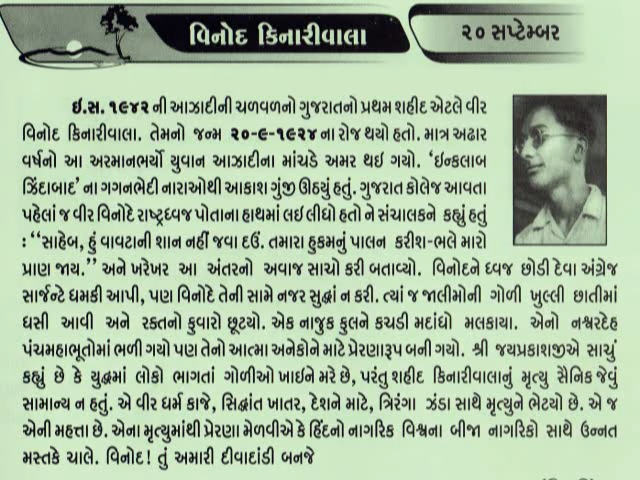 વિનોદ કિનારીવાલા
૨૦ સપ્ટેમ્બર
ઇ.સ. ૧૯૪૨ ની આઝાદીની ચળવળનો ગુજરાતનો પ્રથમ શહીદ એટલે વીર
વિનોદ કિનારીવાલા. તેમનો જન્મ ૨૦-૯-૧૯૨૪ ના રોજ થયો હતો. માત્ર અઢાર
વર્ષનો આ અરમાનભર્યો યુવાન આઝાદીના માંચડે અમર થઇ ગયો. ‘ઇન્કલાબ
ઝિંદાબાદ’ ના ગગનભેદી નારાઓથી આકાશ ગુંજી ઊઠયું હતું. ગુજરાત કોલેજ આવતા
પહેલાં જ વીર વિનોદે રાષ્ટ્રધ્વજ પોતાના હાથમાં લઇ લીધો હતો ને સંચાલકને કહ્યું હતું
: “સાહેબ, હું વાવટાની શાન નહીં જવા દઉં. તમારા હુકમનું પાલન કરીશ-ભલે મારો
પ્રાણ જાય.” અને ખરેખર આ અંતરનો અવાજ સાચો કરી બતાવ્યો. વિનોદને ધ્વજ છોડી દેવા અંગ્રેજ
સાર્જન્ટે ધમકી આપી, પણ વિનોદે તેની સામે નજર સુદ્ધાં ન કરી. ત્યાં જ જાલીમોની ગોળી ખુલ્લી છાતીમાં
ધસી આવી અને રક્તનો ફુવારો છૂટયો. એક નાજુક ફુલને કચડી મદાંધો મલકાયા. એનો નશ્વરદેહ
પંચમહાભૂતોમાં ભળી ગયો પણ તેનો આત્મા અનેકોને માટે પ્રેરણારૂપ બની ગયો. શ્રી જયપ્રકાશજીએ સાચું
કહ્યું છે કે યુદ્ધમાં લોકો ભાગતાં ગોળીઓ ખાઇને મરે છે, પરંતુ શહીદ કિનારીવાલાનું મૃત્યુ સૈનિક જેવું
સામાન્ય ન હતું. એ વીર ધર્મ કાજે, સિદ્ધાંત ખાતર, દેશને માટે, ત્રિરંગા ઝંડા સાથે મૃત્યુને ભેટયો છે. એ જ
એની મહત્તા છે. એના મૃત્યુમાંથી પ્રેરણા મેળવીએ કે હિંદનો નાગરિક વિશ્વના બીજા નાગરિકો સાથે ઉન્નત
મસ્તકે ચાલે. વિનોદ! તું અમારી દીવાદાંડી બનજે